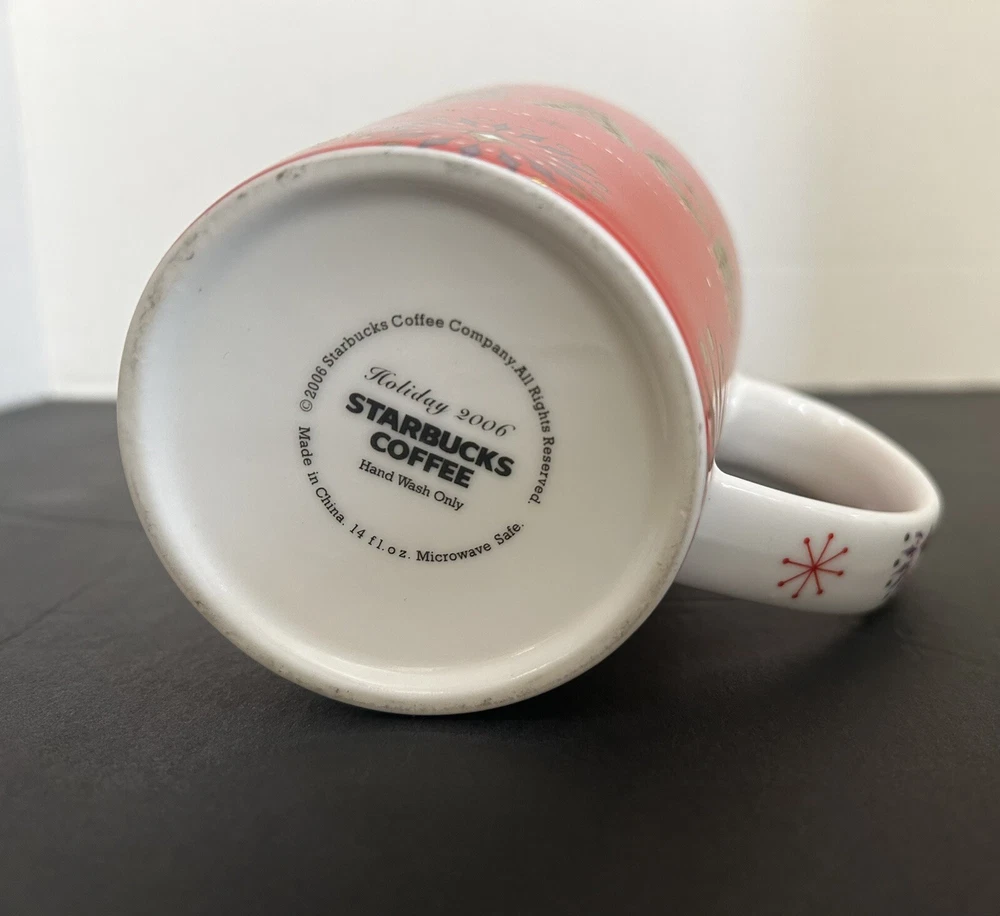 ©2006 Starbucks Coffee Company.All Rights Reserved.
Holiday 2006
STARBUCKS
COFFEE
Hand Wash Only
Made in China. 14 fl.oz. Microwave Safe.